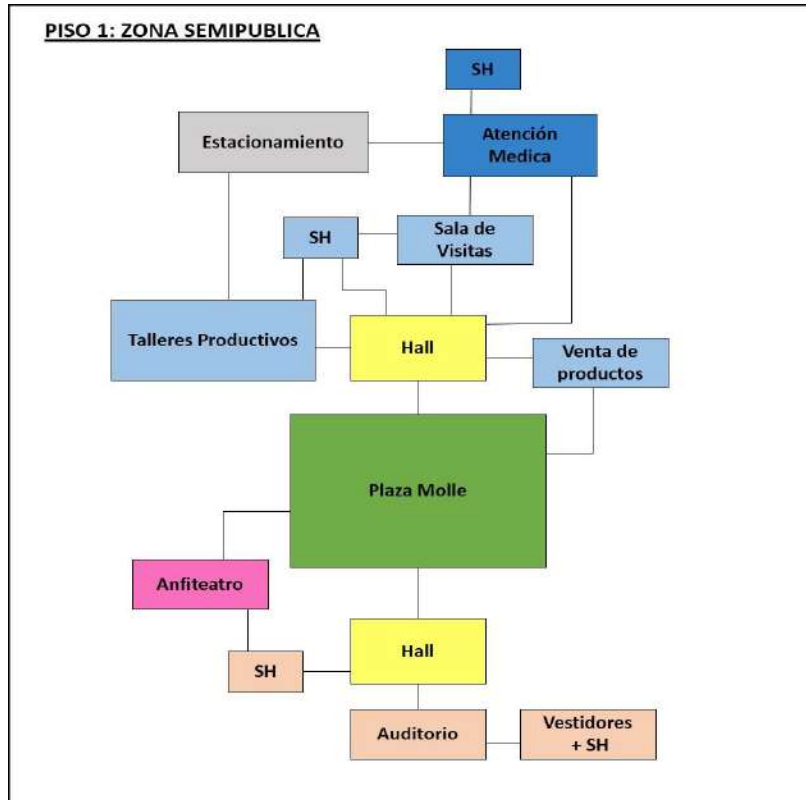 PISO 1: ZONA SEMIPUBLICA
SH
Estacionamiento
Atención
Medica
SH
Sala de
Visitas
Talleres Productivos
Hall
Venta de
productos
Plaza Molle
Anfiteatro
Hall
SH
Auditorio
Vestidores
+ SH